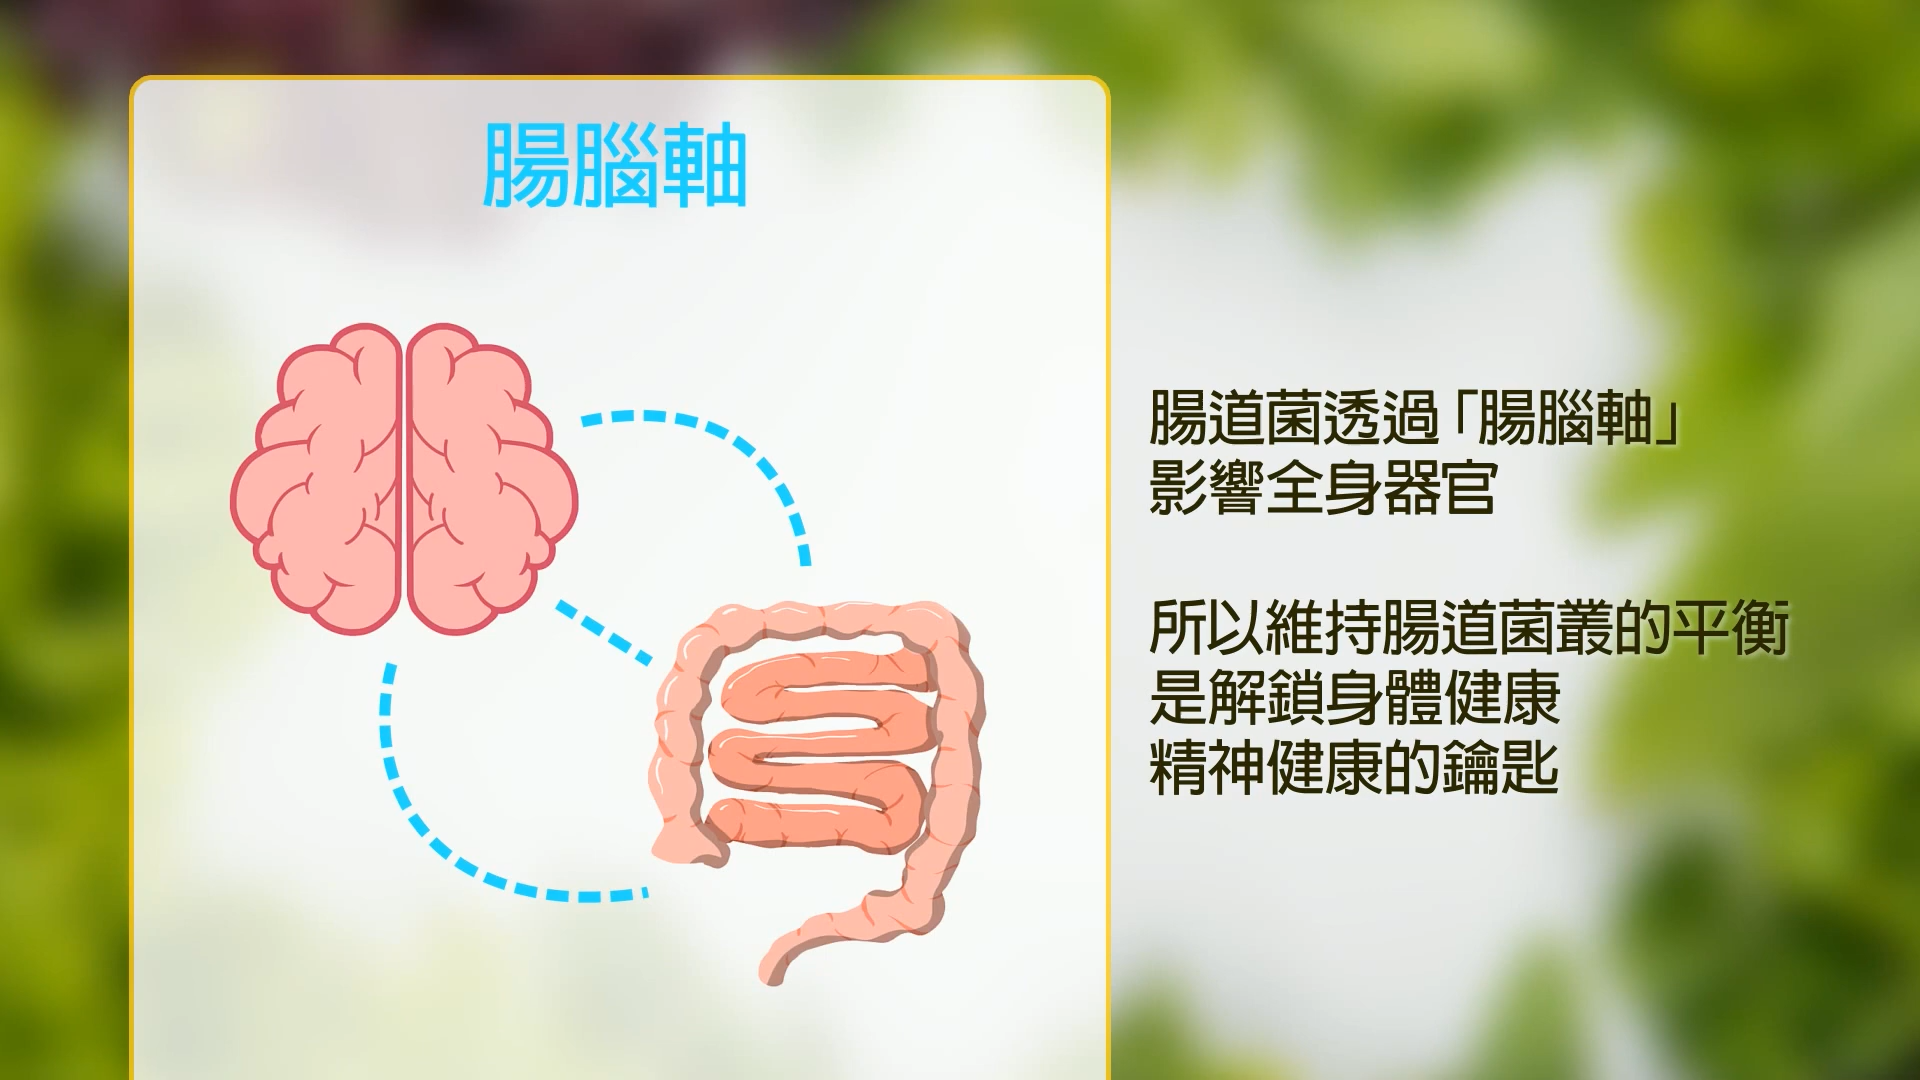 腸腦軸
腸道菌透過「腸腦軸」
影響全身器官
所以維持腸道菌叢的平衡
是解鎖身體健康
精神健康的鑰匙